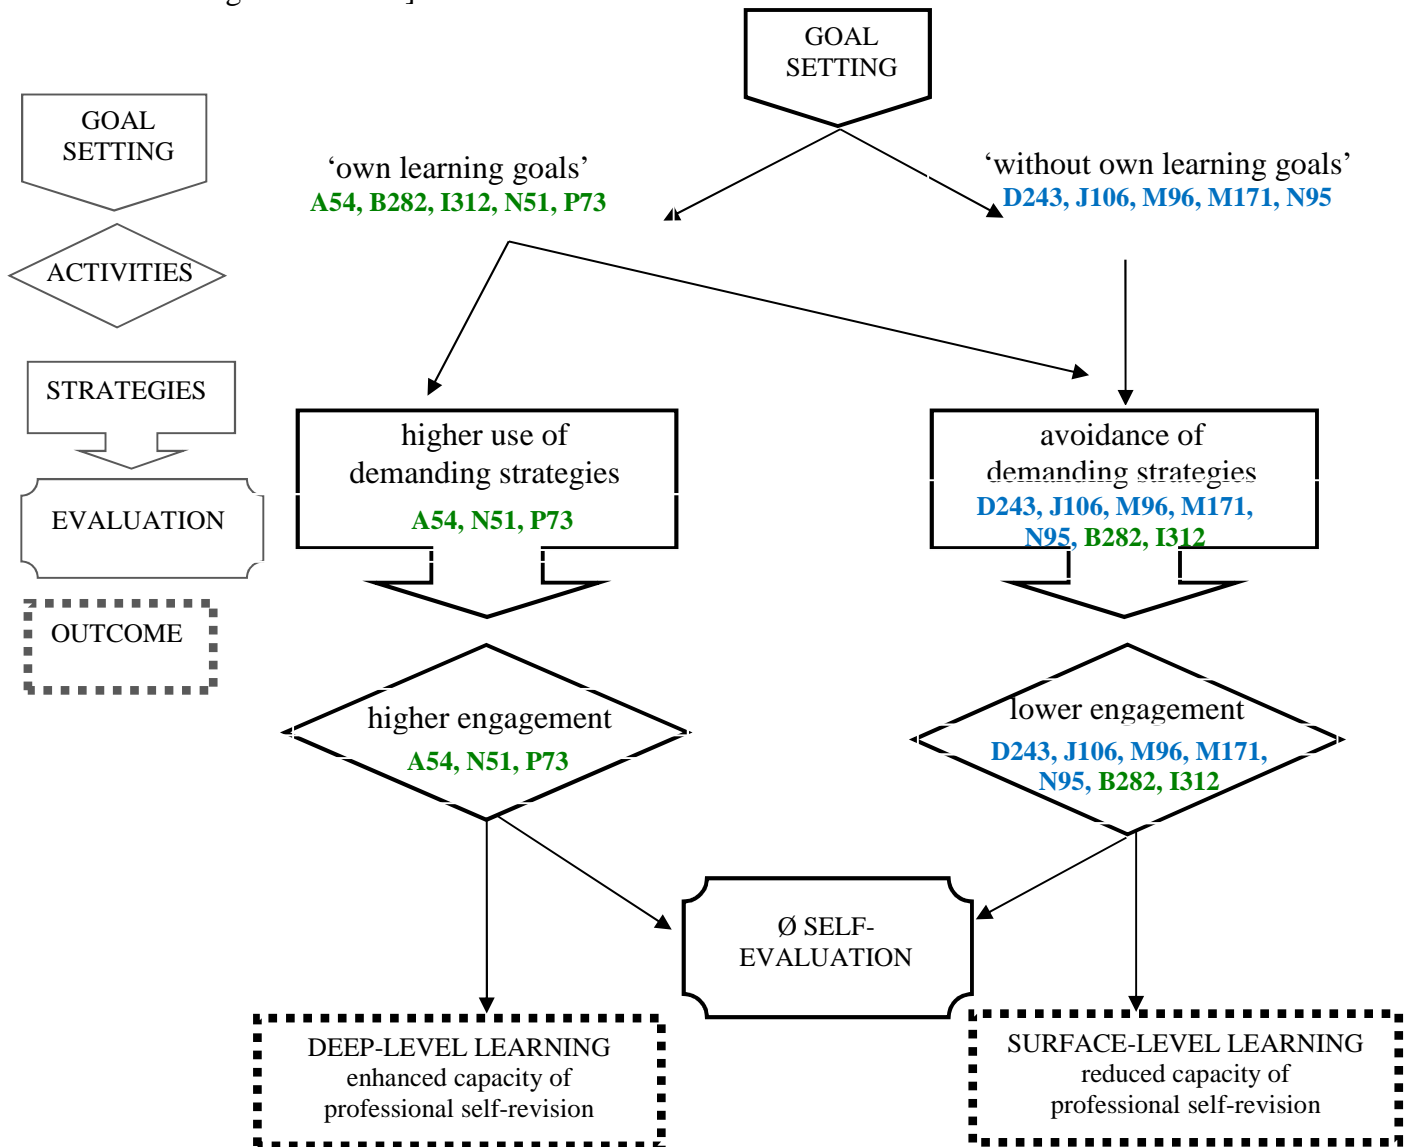 GOAL
SETTING
GOAL
SETTING
'own learning goals'
A54, B282, I312, N51, P73
'without own learning goals'
D243, J106, M96, M171, N95
ACTIVITIES
STRATEGIES
higher use of
demanding strategies
A54, N51, P73
avoidance of
demanding strategies
D243, J106, M96, M171,
N95, B282, I312
EVALUATION
OUTCOME
higher engagement
A54, N51, P73
lower engagement
D243, J106, M96, M171,
N95, B282, I312
Ø SELF-
EVALUATION
DEEP-LEVEL LEARNING
enhanced capacity of
professional self-revision
SURFACE-LEVEL LEARNING
reduced capacity of
professional self-revision